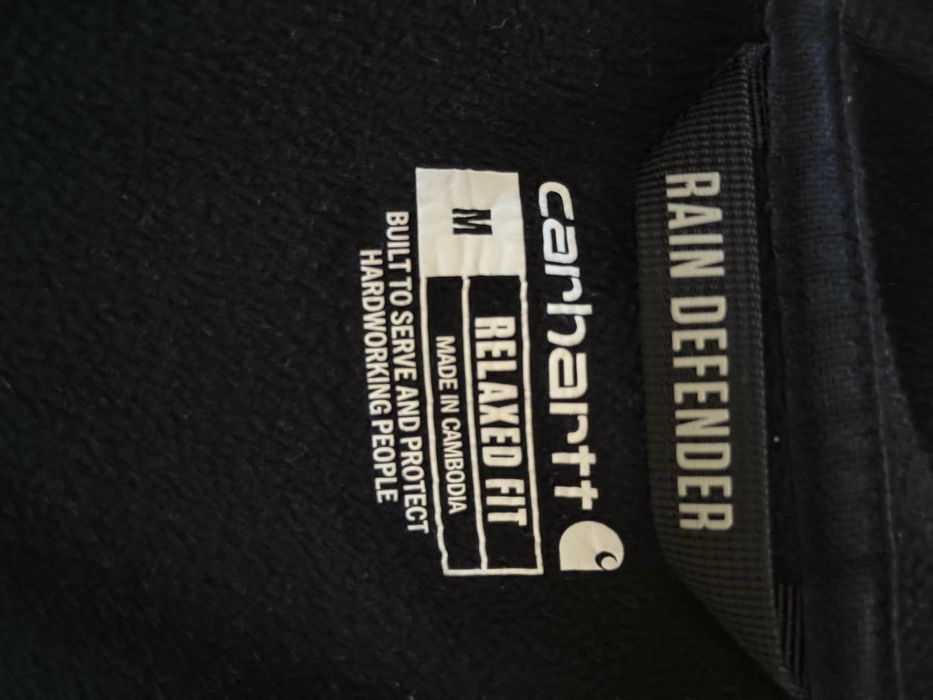 RAIN DEFENDER
carhartt
M RELAXED FIT
MADE IN CAMBODIA
BUILT TO SERVE AND PROTECT
HARDWORKING PEOPLE